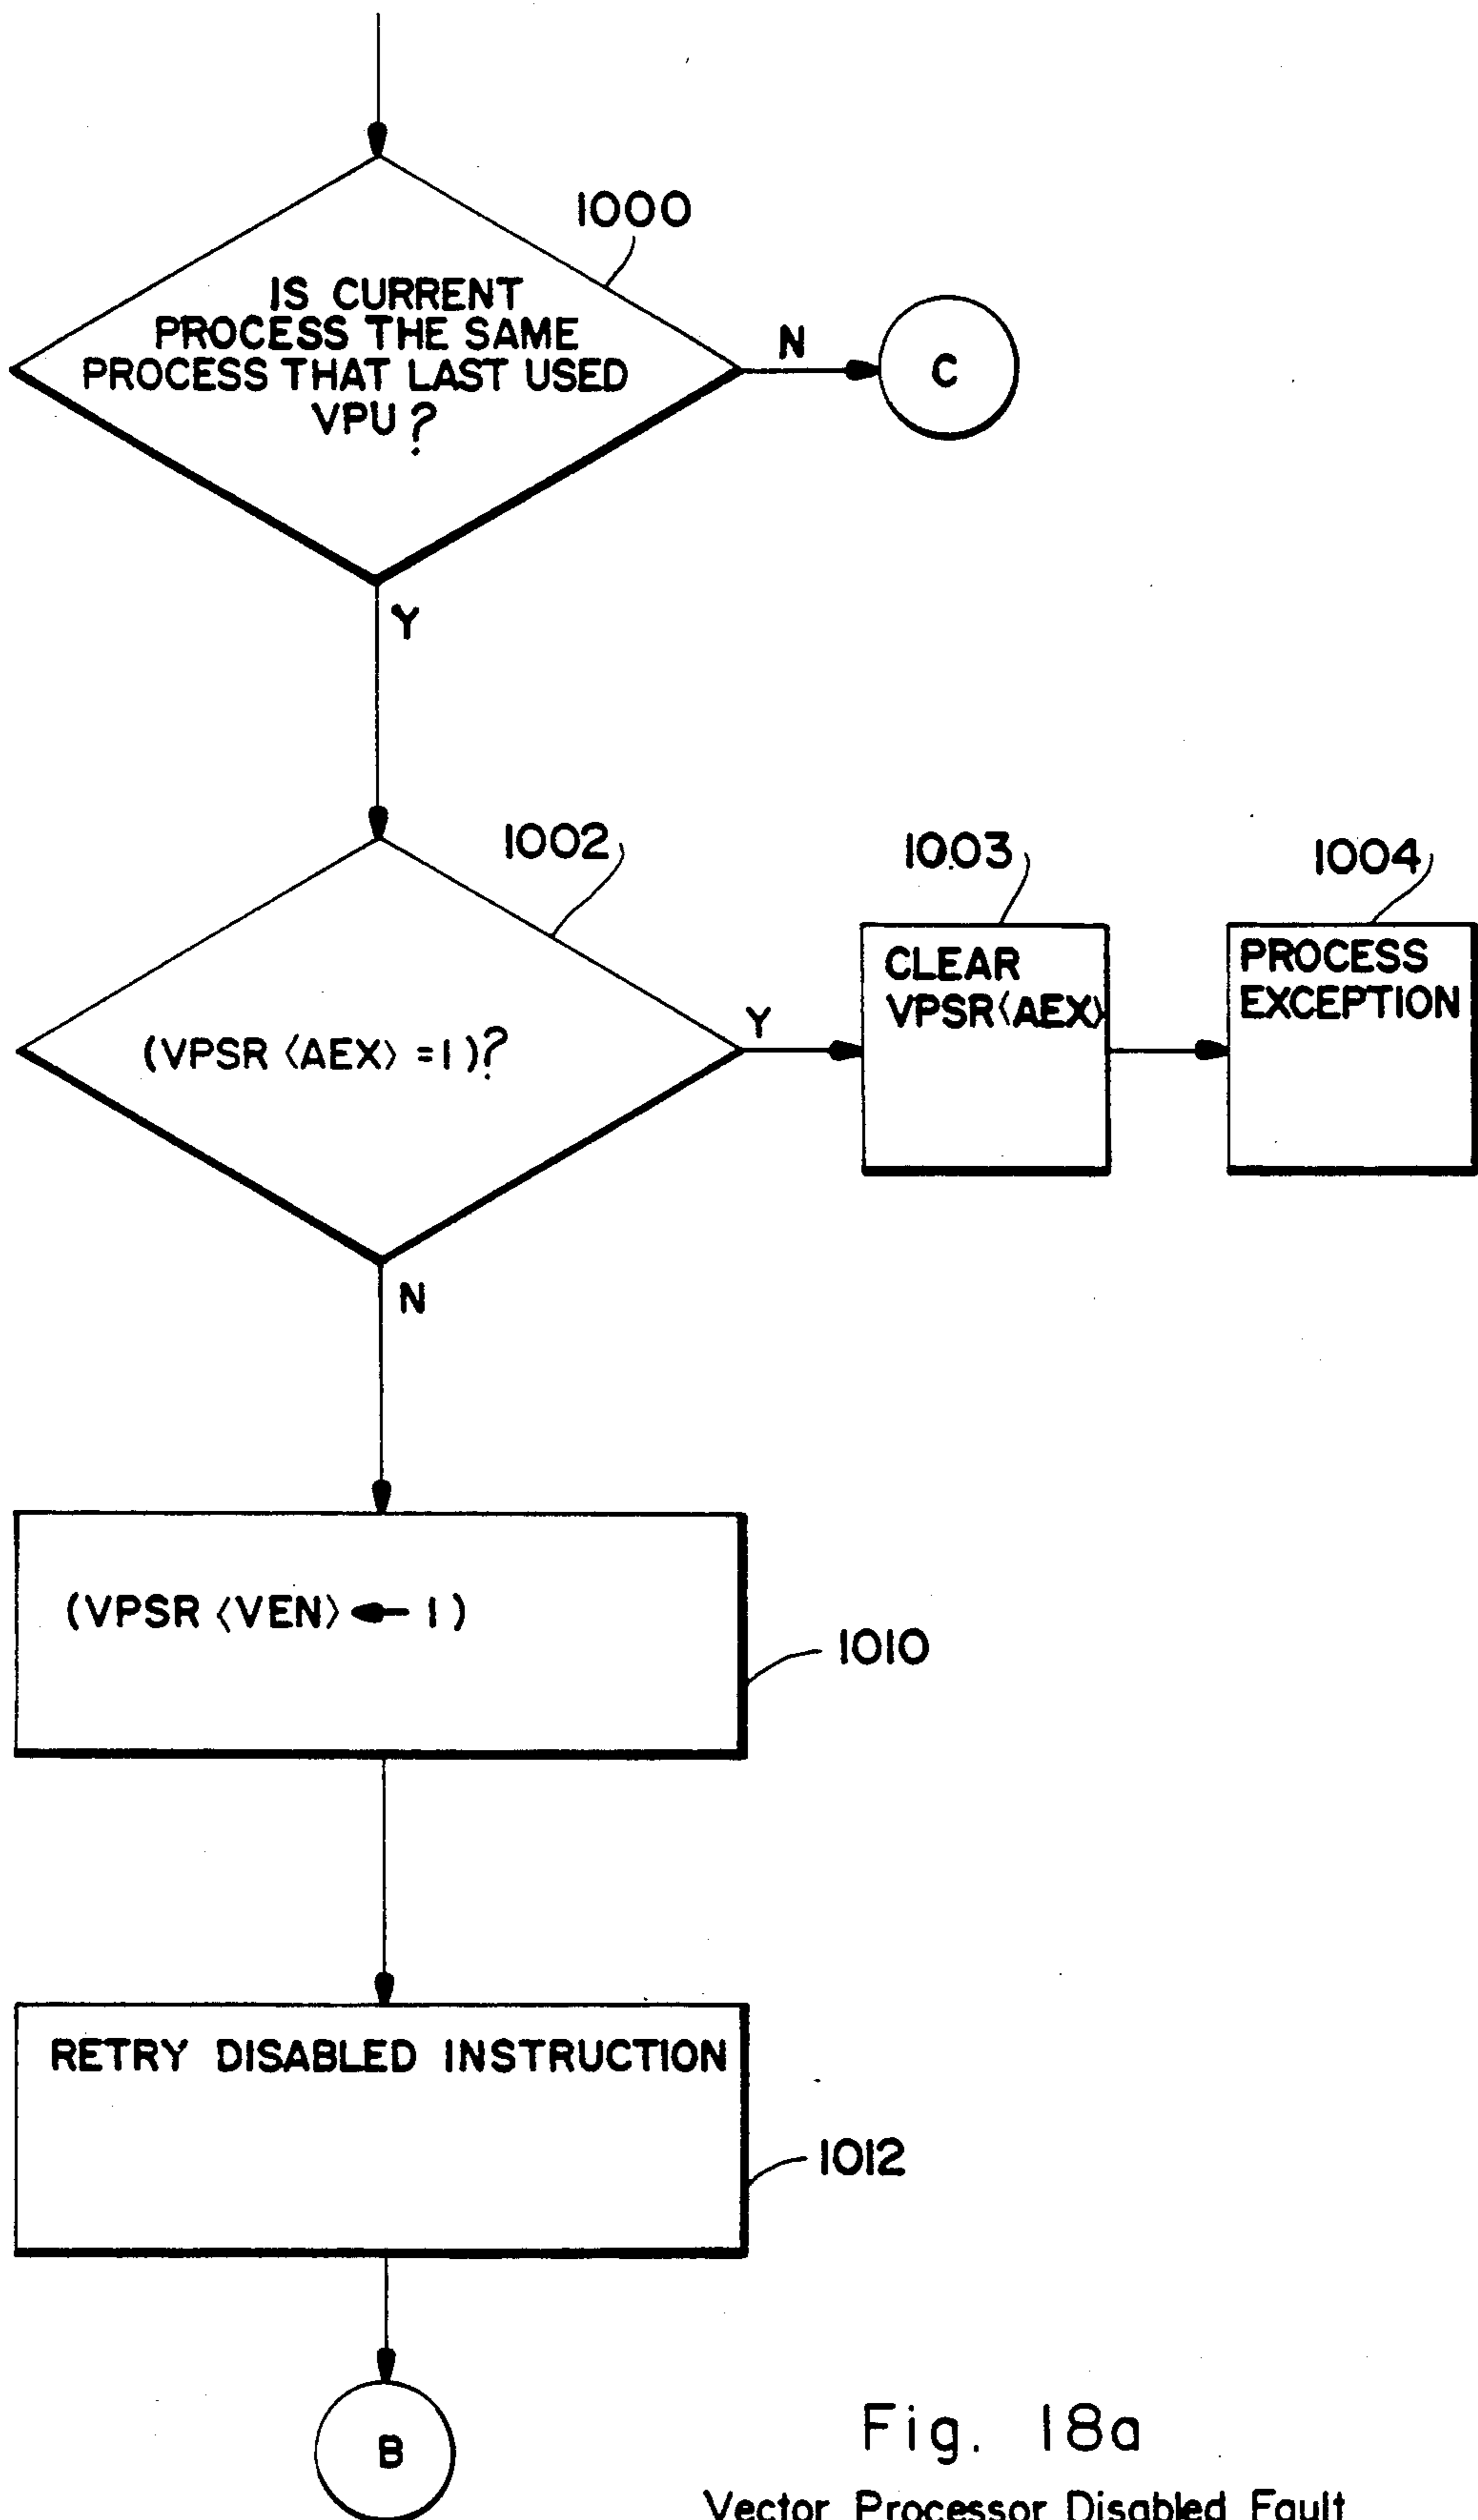 1000
IS CURRENT
PROCESS THE SAME
PROCESS THAT LAST USED
VPU?
N
C
Y
1002
(VPSR <AEX> = 1)?
Y
1003
CLEAR
VPSR<AEX>
1004
PROCESS
EXCEPTION
N
(VPSR <VEN> ← 1)
1010
RETRY DISABLED INSTRUCTION
1012
B
Fig. 18a
Vector Processor Disabled Fault